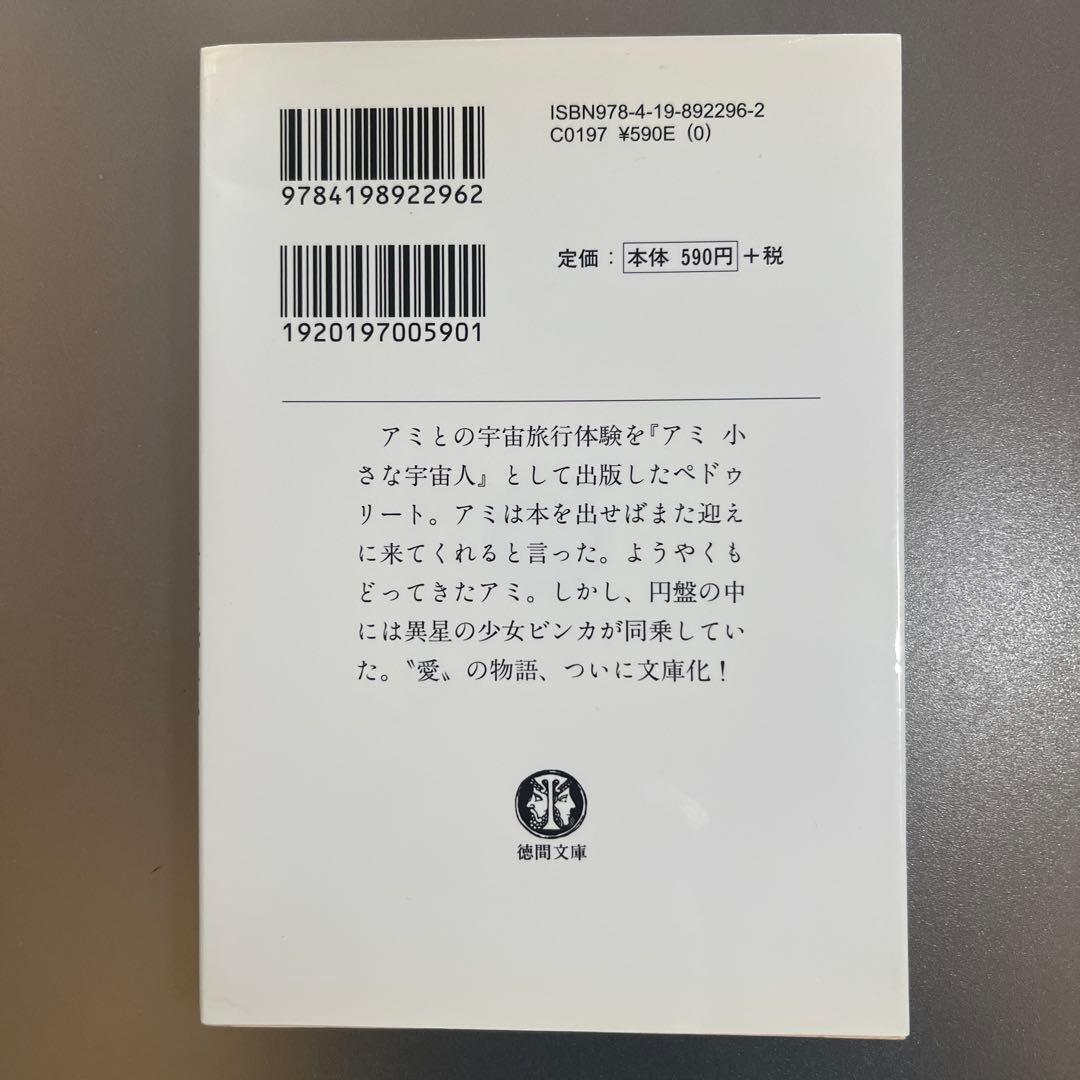 ISBN978-4-19-892296-2
C0197 ¥590E (0)
9784198922962
定価：本体 590円＋税
1920197005901
アミとの宇宙旅行体験を『アミ 小
さな宇宙人』として出版したペドゥ
リート。アミは本を出せばまた迎え
に来てくれると言った。ようやくも
どってきたアミ。しかし、円盤の中
には異星の少女ビンカが同乗してい
た。〝愛〟の物語、ついに文庫化！
徳間文庫